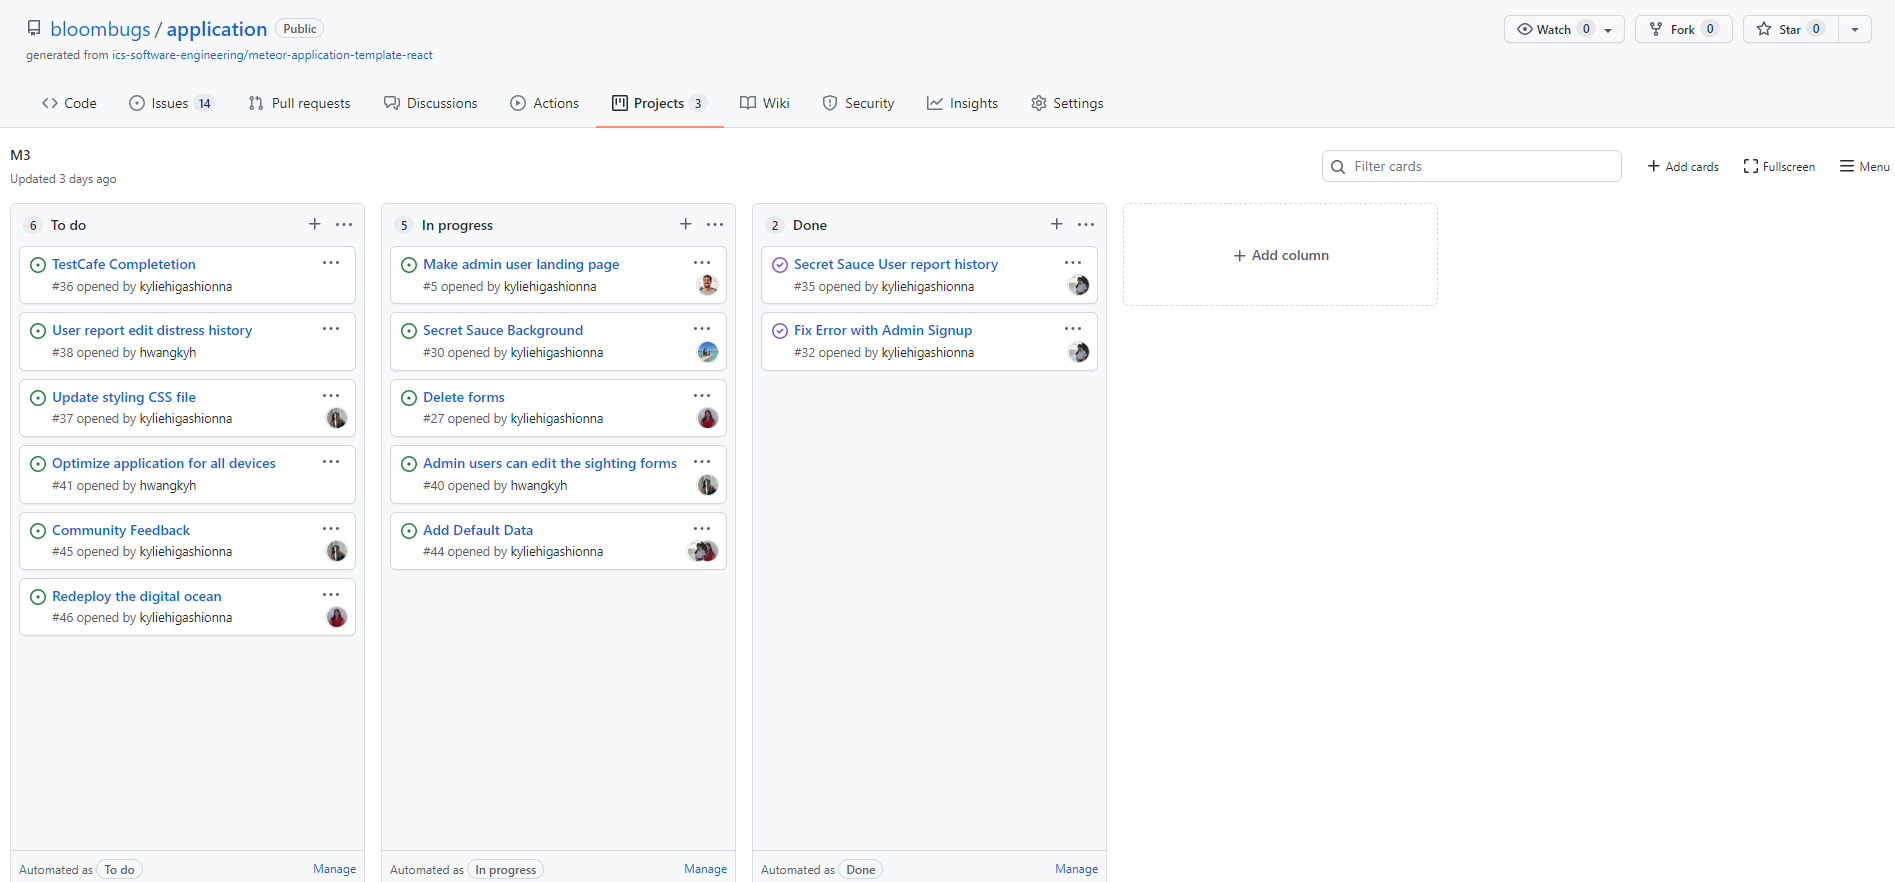 bloombugs / application Public
Watch 0 Fork 0 Star 0
generated from ics-software-engineering/meteor-application-template-react
Code Issues 14 Pull requests Discussions Actions Projects 3 Wiki Security Insights Settings
M3
Updated 3 days ago
Filter cards
Add cards Fullscreen Menu
6 To do
TestCafe Completetion
#36 opened by kyliehigashionna
User report edit distress history
#38 opened by hwangkyh
Update styling CSS file
#37 opened by kyliehigashionna
Optimize application for all devices
#41 opened by hwangkyh
Community Feedback
#45 opened by kyliehigashionna
Redeploy the digital ocean
#46 opened by kyliehigashionna
Automated as To do Manage
5 In progress
Make admin user landing page
#5 opened by kyliehigashionna
Secret Sauce Background
#30 opened by kyliehigashionna
Delete forms
#27 opened by kyliehigashionna
Admin users can edit the sighting forms
#40 opened by hwangkyh
Add Default Data
#44 opened by kyliehigashionna
Automated as In progress Manage
2 Done
Secret Sauce User report history
#35 opened by kyliehigashionna
Fix Error with Admin Signup
#32 opened by kyliehigashionna
Automated as Done Manage
+ Add column